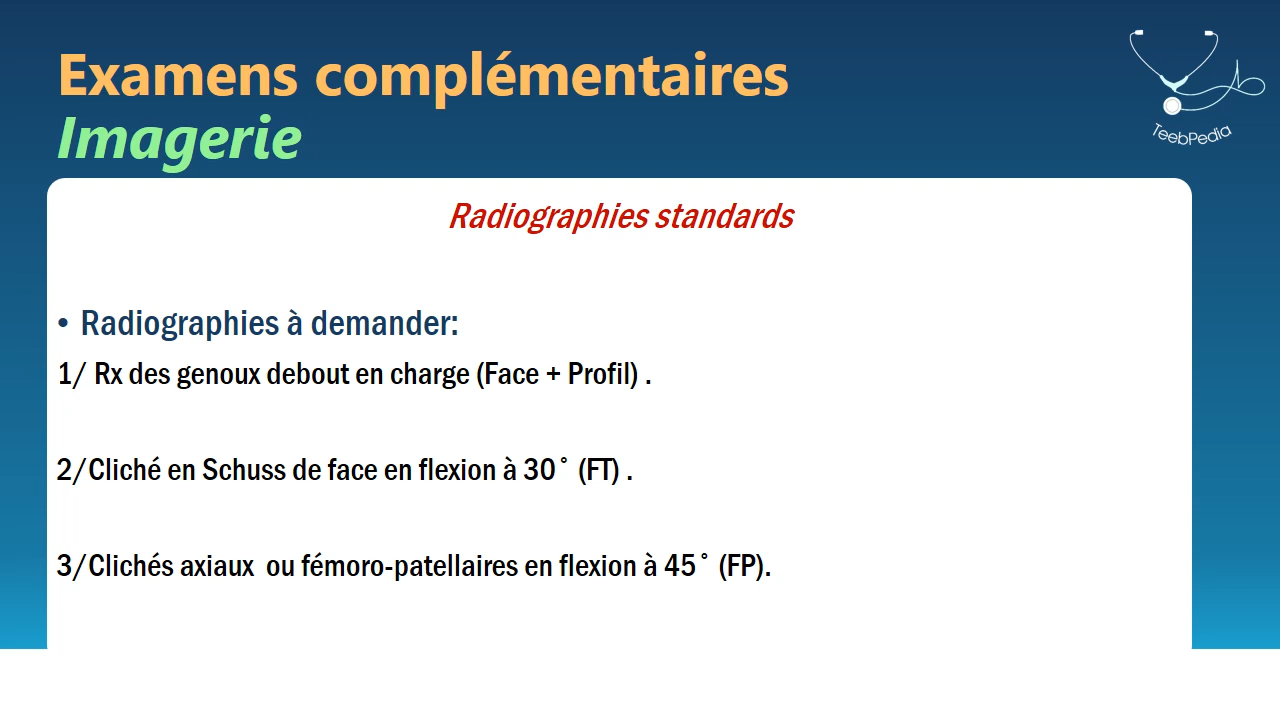 Examens complémentaires
Imagerie
TeebPedia
Radiographies standards
• Radiographies à demander:
1/ Rx des genoux debout en charge (Face + Profil) .
2/Cliché en Schuss de face en flexion à 30˚ (FT) .
3/Clichés axiaux  ou fémoro-patellaires en flexion à 45˚ (FP).